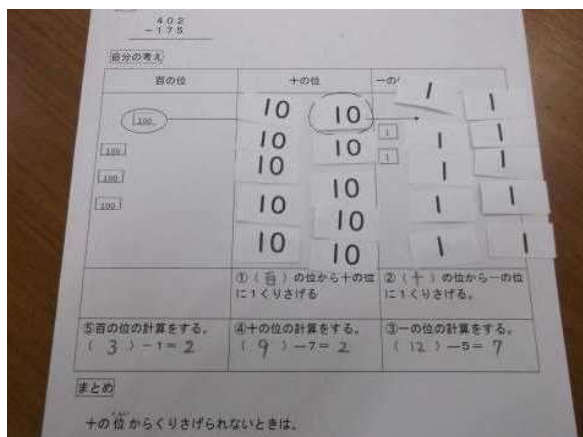 402
-175
自分の考え
百の位 十の位 一の位
10 10 1 1
100
10 10 1 1 1
100 10 1 1 1
100 10
100 10 10 1 1
10
10 10 1 1
①（百）の位から十の位に1くりさげる
②（十）の位から一の位に1くりさげる。
⑤百の位の計算をする。
（ 3 ）－1＝ 2
④十の位の計算をする。
（ 9 ）－7＝ 2
③一の位の計算をする。
（ 12 ）－5＝ 7
まとめ
十の位からくりさげられないときは、